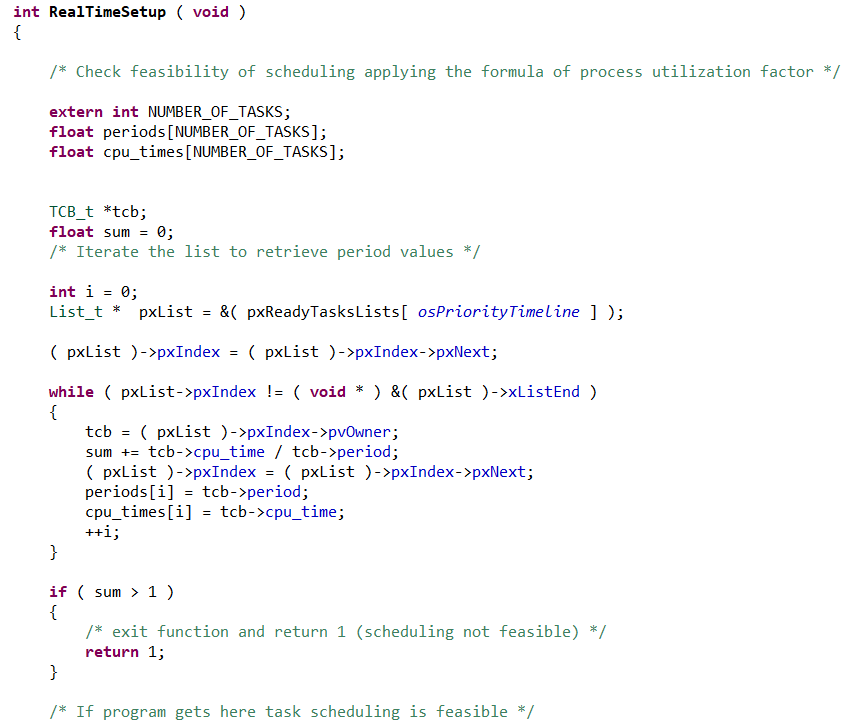 int RealTimeSetup ( void )
{
/* Check feasibility of scheduling applying the formula of process utilization factor */
extern int NUMBER_OF_TASKS;
float periods[NUMBER_OF_TASKS];
float cpu_times[NUMBER_OF_TASKS];
TCB_t *tcb;
float sum = 0;
/* Iterate the list to retrieve period values */
int i = 0;
List_t *  pxList = &( pxReadyTasksLists[ osPriorityTimeline ] );
( pxList )->pxIndex = ( pxList )->pxIndex->pxNext;
while ( pxList->pxIndex != ( void * ) &( pxList )->xListEnd )
{
tcb = ( pxList )->pxIndex->pvOwner;
sum += tcb->cpu_time / tcb->period;
( pxList )->pxIndex = ( pxList )->pxIndex->pxNext;
periods[i] = tcb->period;
cpu_times[i] = tcb->cpu_time;
++i;
}
if ( sum > 1 )
{
/* exit function and return 1 (scheduling not feasible) */
return 1;
}
/* If program gets here task scheduling is feasible */